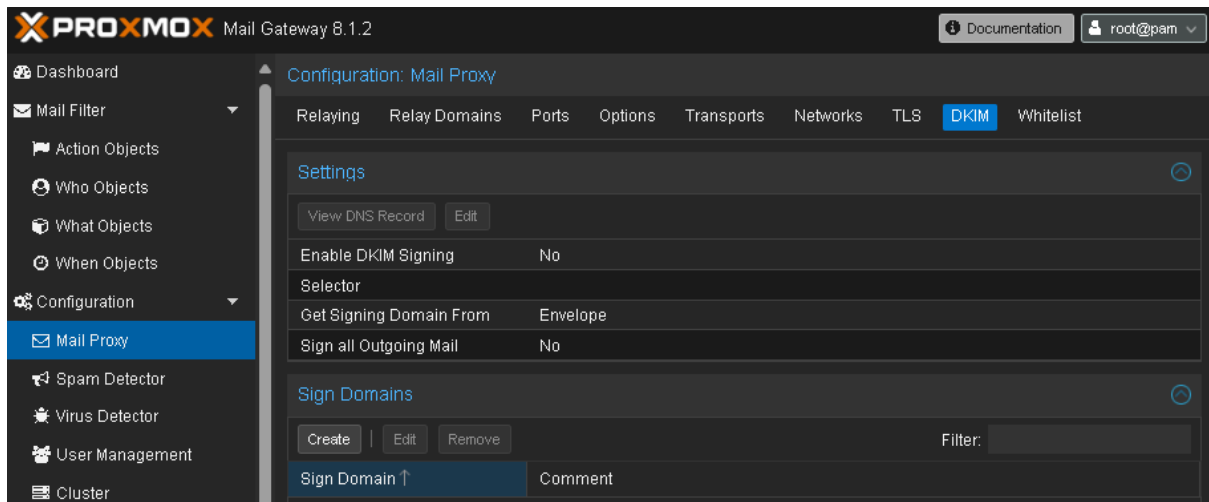 PROXMOX Mail Gateway 8.1.2
Documentation
root@pam
Dashboard
Mail Filter
Action Objects
Who Objects
What Objects
When Objects
Configuration
Mail Proxy
Spam Detector
Virus Detector
User Management
Cluster
Configuration: Mail Proxy
Relaying Relay Domains Ports Options Transports Networks TLS DKIM Whitelist
Settings
View DNS Record Edit
Enable DKIM Signing No
Selector
Get Signing Domain From Envelope
Sign all Outgoing Mail No
Sign Domains
Create Edit Remove Filter:
Sign Domain↑ Comment